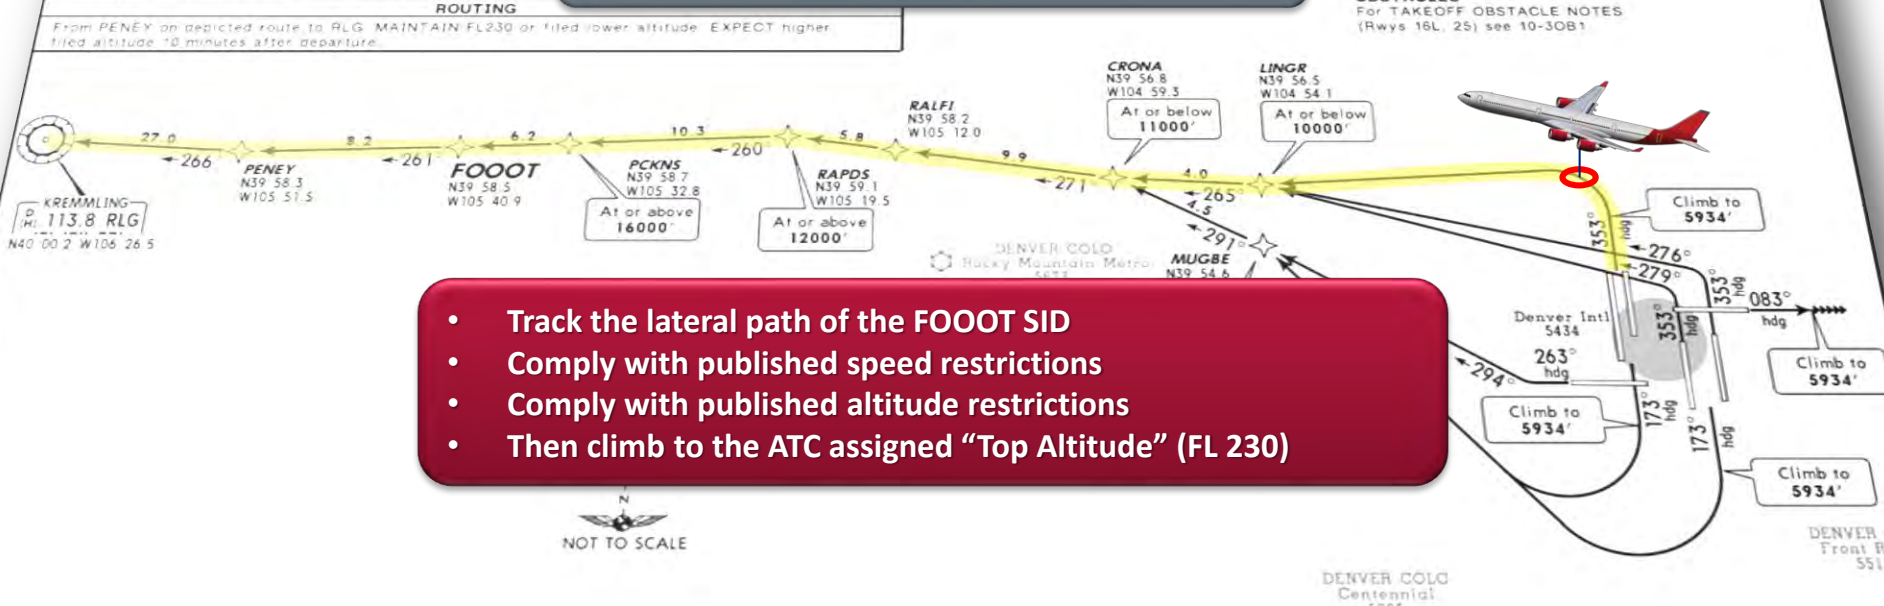 ROUTING
From PENEY on depicted route to RLG. MAINTAIN FL230 or filed lower altitude. EXPECT higher
filed altitude 10 minutes after departure.
For TAKEOFF OBSTACLE NOTES
(Rwys 16L, 25) see 10-3OB1
CRONA
N39 56.8
W104 59.3
At or below
11000'
LINGR
N39 56.5
W104 54.1
At or below
10000'
RALFI
N39 58.2
W105 12.0
27.0
8.2
6.2
10.3
5.8
9.9
4.0
266
261°
260°
271°
265°
4.5
291°
PENEY
N39 58.3
W105 51.5
FOOOT
N39 58.5
W105 40.9
PCKNS
N39 58.7
W105 32.8
At or above
16000'
RAPDS
N39 59.1
W105 19.5
At or above
12000'
KREMMLING
D
(H) 113.8 RLG
N40 00.2 W106 26.5
DENVER COLO
Rocky Mountain Metro
MUGBE
N39 54.6
Climb to
5934'
353°
hdg
276°
279°
353°
hdg
353°
hdg
083°
hdg
Denver Intl
5434
263°
hdg
294°
Climb to
5934'
Climb to
5934'
173°
hdg
173°
hdg
Climb to
5934'
• Track the lateral path of the FOOOT SID
• Comply with published speed restrictions
• Comply with published altitude restrictions
• Then climb to the ATC assigned “Top Altitude” (FL 230)
N
NOT TO SCALE
DENVER
Front R
551
DENVER COLO
Centennial